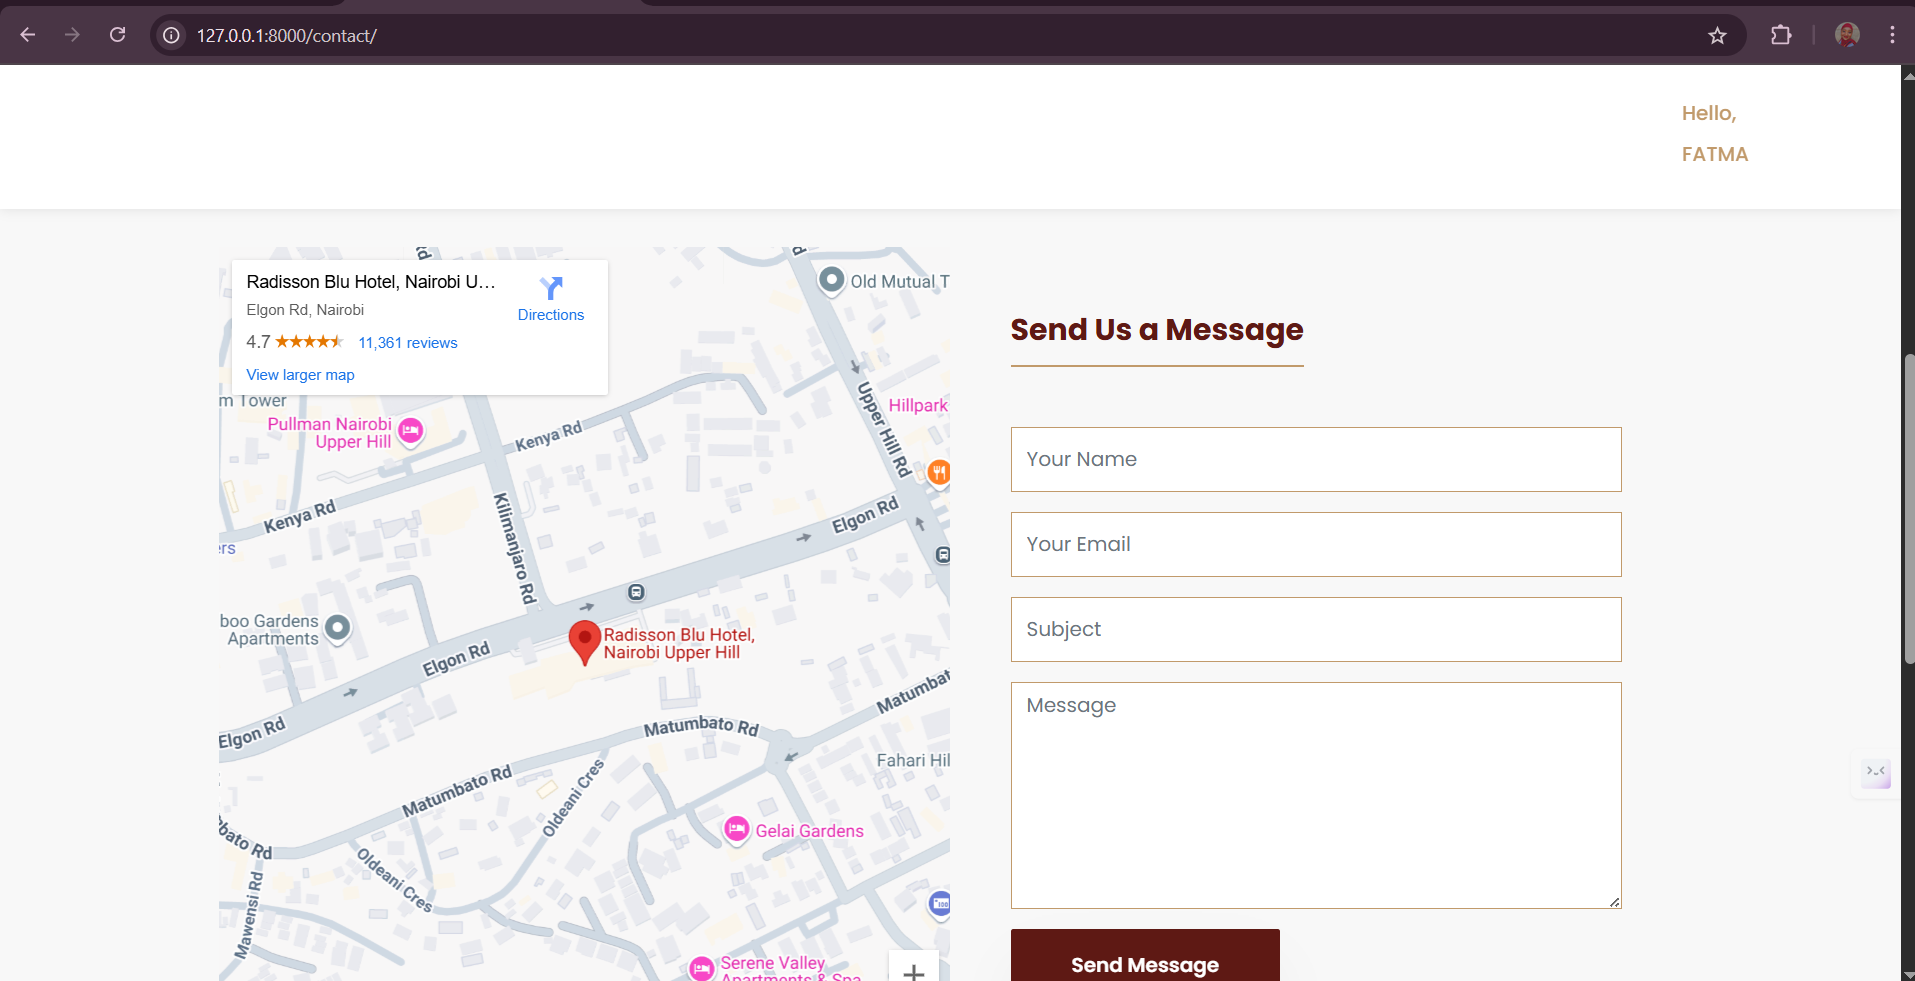 127.0.0.1:8000/contact/
Hello,
FATMA
Radisson Blu Hotel, Nairobi U...
Elgon Rd, Nairobi
Directions
4.7
11,361 reviews
View larger map
Old Mutual T
m Tower
Pullman Nairobi
Upper Hill
Kenya Rd
Upper Hill Rd
Hillpark
Kenya Rd
Kilimanjaro Rd
Elgon Rd
ers
boo Gardens
Apartments
Radisson Blu Hotel,
Nairobi Upper Hill
Elgon Rd
Elgon Rd
Matumbato Rd
Matumbat
Fahari Hil
Matumbato Rd
Oldeani Cres
bato Rd
Oldeani Cres
Gelai Gardens
Mawensi Rd
Serene Valley
Apartments & Spa
Send Us a Message
Your Name
Your Email
Subject
Message
Send Message